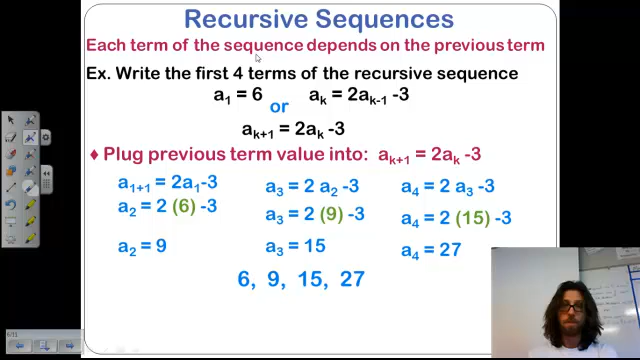 Recursive Sequences
Each term of the sequence depends on the previous term
Ex. Write the first 4 terms of the recursive sequence
a₁ = 6 or aₖ = 2aₖ₋₁ -3
aₖ₊₁ = 2aₖ -3
♦ Plug previous term value into: aₖ₊₁ = 2aₖ -3
a₁₊₁ = 2a₁-3 a₃ = 2 a₂ -3 a₄ = 2 a₃ -3
a₂ = 2 (6) -3 a₃ = 2 (9) -3 a₄ = 2 (15) -3
a₂ = 9 a₃ = 15 a₄ = 27
6, 9, 15, 27